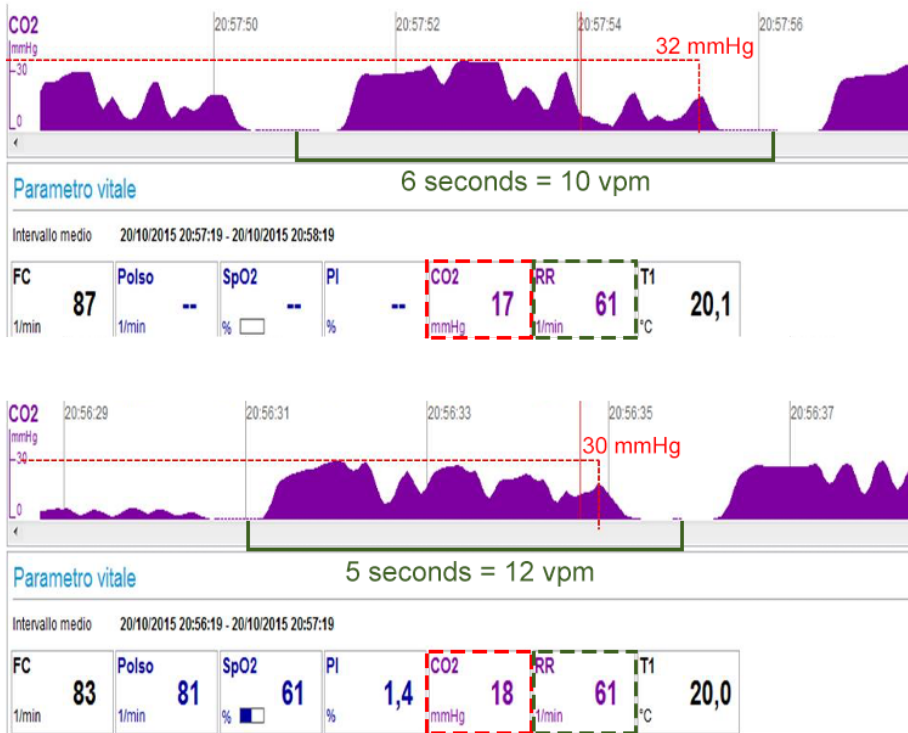 CO2 20:57:50 20:57:52 20:57:54 20:57:56
mmHg
30
32 mmHg
0
6 seconds = 10 vpm
Parametro vitale
Intervallo medio 20/10/2015 20:57:19 - 20/10/2015 20:58:19
FC Polso SpO2 PI CO2 RR T1
87 -- -- -- 17 61 20,1
1/min 1/min % % mmHg 1/min °C
CO2 20:56:29 20:56:31 20:56:33 20:56:35 20:56:37
mmHg
30
30 mmHg
0
5 seconds = 12 vpm
Parametro vitale
Intervallo medio 20/10/2015 20:56:19 - 20/10/2015 20:57:19
FC Polso SpO2 PI CO2 RR T1
83 81 61 1,4 18 61 20,0
1/min 1/min % % mmHg 1/min °C